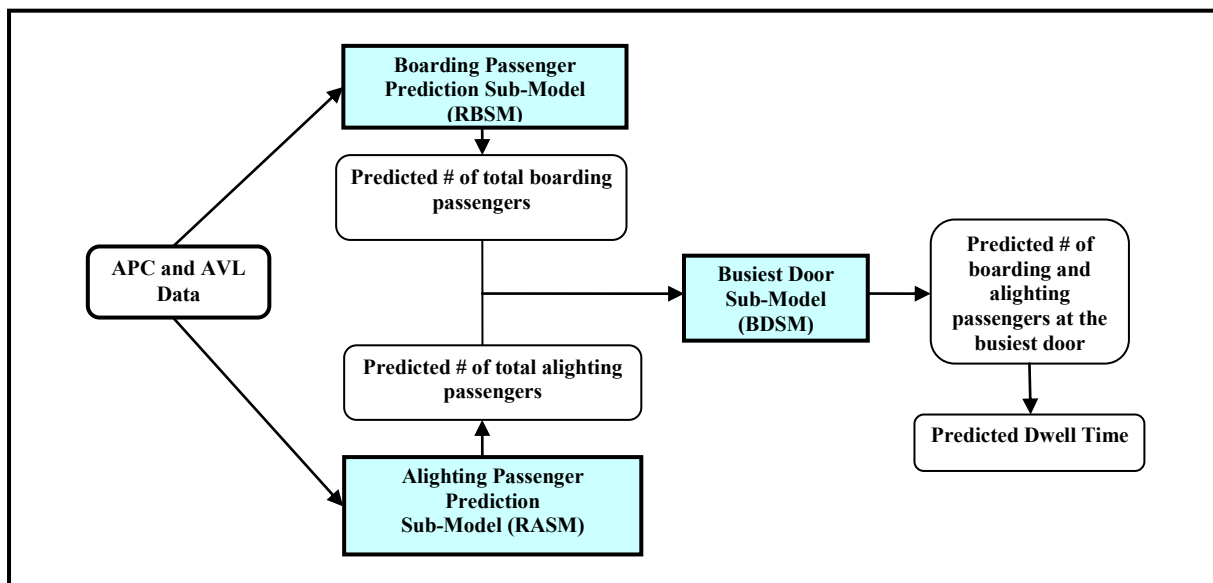 Boarding Passenger
Prediction Sub-Model
(RBSM)
Predicted # of total boarding
passengers
APC and AVL
Data
Busiest Door
Sub-Model
(BDSM)
Predicted # of
boarding and
alighting
passengers at the
busiest door
Predicted # of total alighting
passengers
Predicted Dwell Time
Alighting Passenger
Prediction
Sub-Model (RASM)